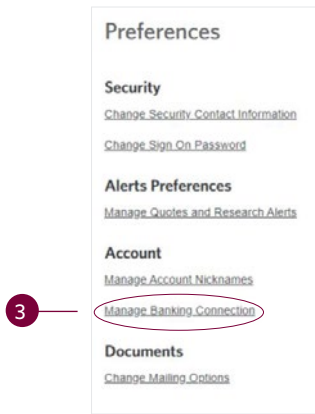 Preferences
Security
Change Security Contact Information
Change Sign On Password
Alerts Preferences
Manage Quotes and Research Alerts
Account
Manage Account Nicknames
3
Manage Banking Connection
Documents
Change Mailing Options